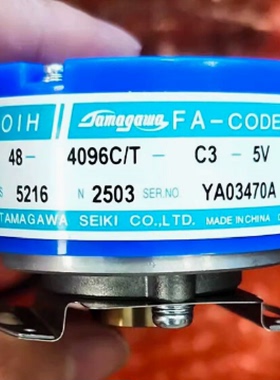 OIH Tamagawa FA-CODE
48- 4096C/T- C3- 5V
S 5216 N 2503 SER.NO YA03470A
TAMAGAWA SEIKI CO.,LTD. MADE IN CHINA